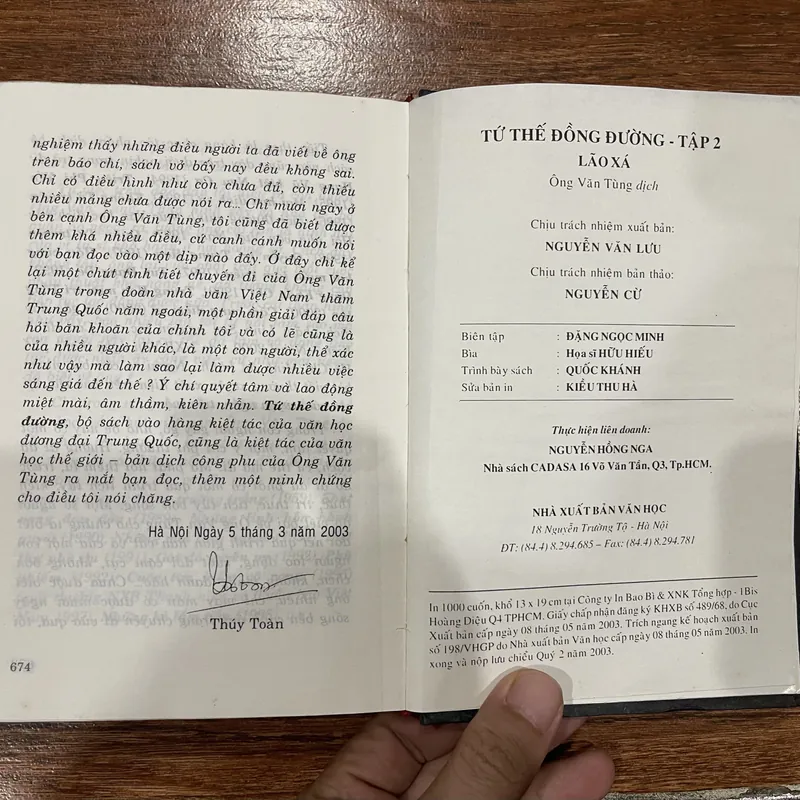 nghiệm thấy những điều người ta đã viết về ông
trên báo chí, sách vở bấy nay đều không sai.
Chỉ có điều hình như còn chưa đủ, còn thiếu
nhiều mảng chưa được nói ra... Chỉ mươi ngày ở
bên cạnh Ông Văn Tùng, tôi cũng đã biết được
thêm khá nhiều điều, cứ canh cánh muốn nói
với bạn đọc vào một dịp nào đấy. Ở đây chỉ kể
lại một chút tình tiết chuyến đi của Ông Văn
Tùng trong đoàn nhà văn Việt Nam thăm
Trung Quốc năm ngoái, một phần giải đáp câu
hỏi băn khoăn của chính tôi và có lẽ cũng là
của nhiều người khác, là một con người, thể xác
như vậy mà làm sao lại làm được nhiều việc
sáng giá đến thế ? Ý chí quyết tâm và lao động
miệt mài, âm thầm, kiên nhẫn. Tứ thế đồng
đường, bộ sách vào hàng kiệt tác của văn học
đương đại Trung Quốc, cũng là kiệt tác của văn
học thế giới – bản dịch công phu của Ông Văn
Tùng ra mắt bạn đọc, thêm một minh chứng
cho điều tôi nói chăng.
Hà Nội Ngày 5 tháng 3 năm 2003
Thúy Toàn
674
TỨ THẾ ĐỒNG ĐƯỜNG - TẬP 2
LÃO XÁ
Ông Văn Tùng dịch
Chịu trách nhiệm xuất bản:
NGUYỄN VĂN LƯU
Chịu trách nhiệm bản thảo:
NGUYỄN CỪ
Biên tập : ĐẶNG NGỌC MINH
Bìa : Họa sĩ HỮU HIẾU
Trình bày sách : QUỐC KHÁNH
Sửa bản in : KIỀU THU HÀ
Thực hiện liên doanh:
NGUYỄN HỒNG NGA
Nhà sách CADASA 16 Võ Văn Tần, Q3, Tp.HCM.
NHÀ XUẤT BẢN VĂN HỌC
18 Nguyễn Trường Tộ - Hà Nội
ĐT: (84.4) 8.294.685 – Fax: (84.4) 8.294.781
In 1000 cuốn, khổ 13 x 19 cm tại Công ty In Bao Bì & XNK Tổng hợp - 1Bis
Hoàng Diệu Q4 TPHCM. Giấy chấp nhận đăng ký KHXB số 489/68, do Cục
Xuất bản cấp ngày 08 tháng 05 năm 2003. Trích ngang kế hoạch xuất bản
số 198/VHGP do Nhà xuất bản Văn học cấp ngày 08 tháng 05 năm 2003. In
xong và nộp lưu chiểu Quý 2 năm 2003.